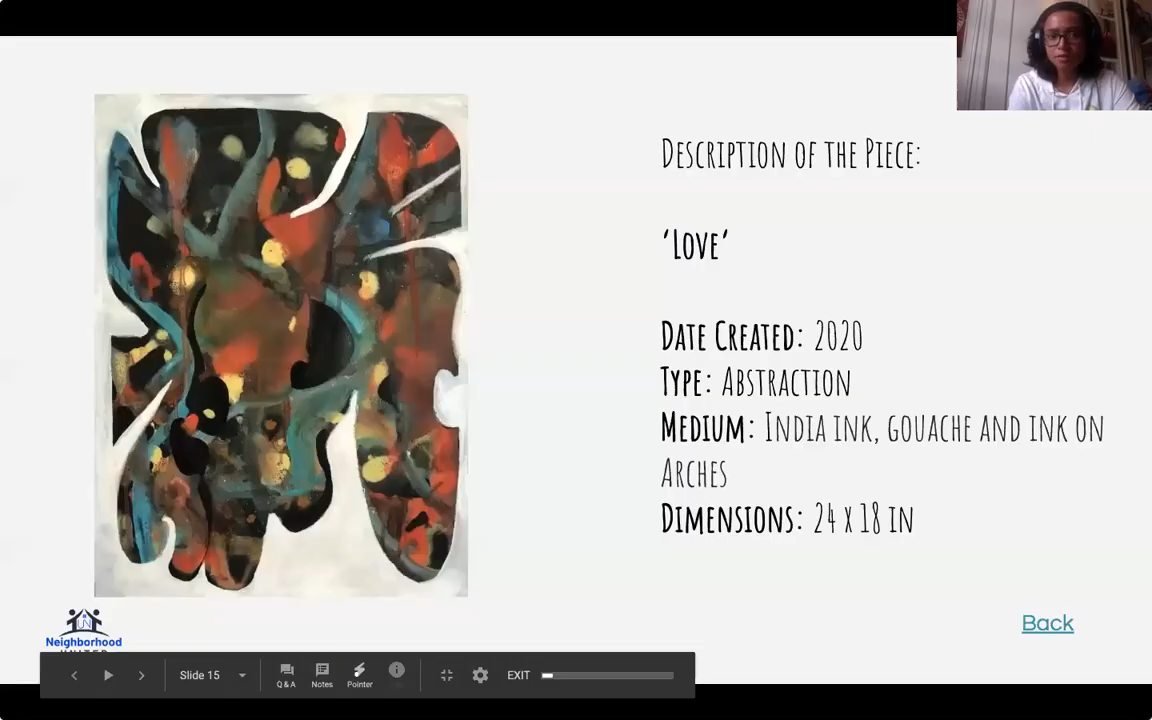 Description of the Piece:
'Love'
Date Created: 2020
Type: Abstraction
Medium: India ink, gouache and ink on
Arches
Dimensions: 24 x 18 in
Back
Neighborhood
Slide 15
Q & A
Notes
Pointer
EXIT